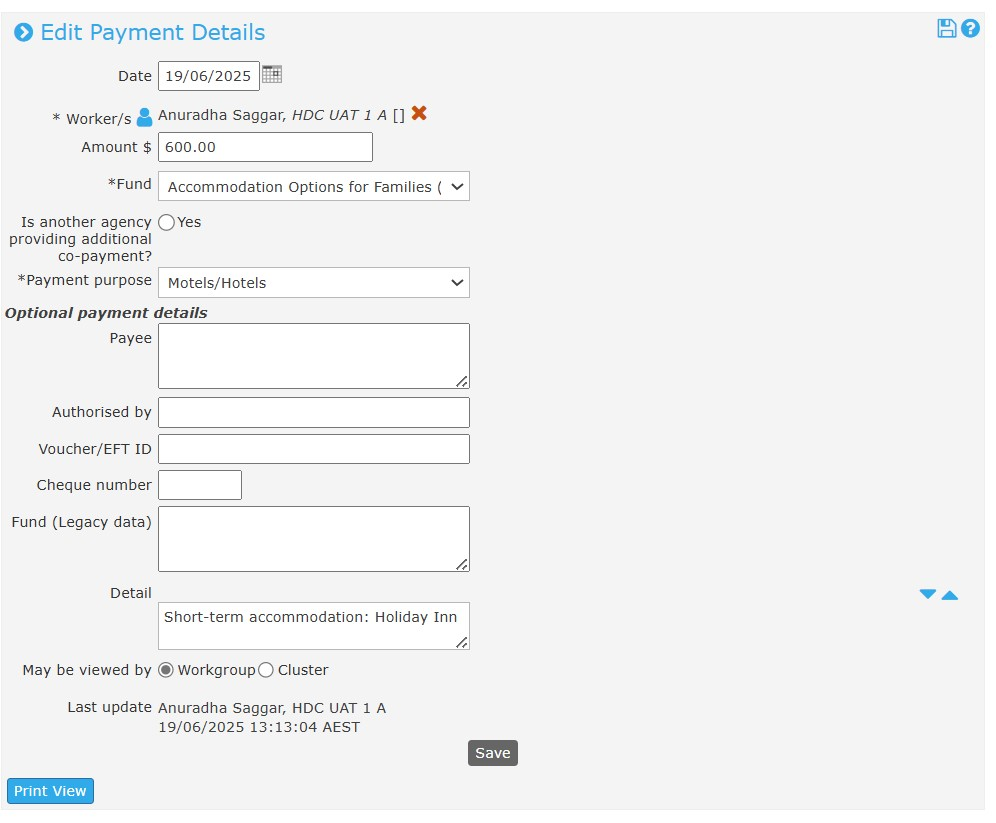 Edit Payment Details
Date 19/06/2025
* Worker/s Anuradha Saggar, HDC UAT 1 A []
Amount $ 600.00
*Fund Accommodation Options for Families (
Is another agency Yes
providing additional
co-payment?
*Payment purpose Motels/Hotels
Optional payment details
Payee
Authorised by
Voucher/EFT ID
Cheque number
Fund (Legacy data)
Detail
Short-term accommodation: Holiday Inn
May be viewed by Workgroup Cluster
Last update Anuradha Saggar, HDC UAT 1 A
19/06/2025 13:13:04 AEST
Save
Print View